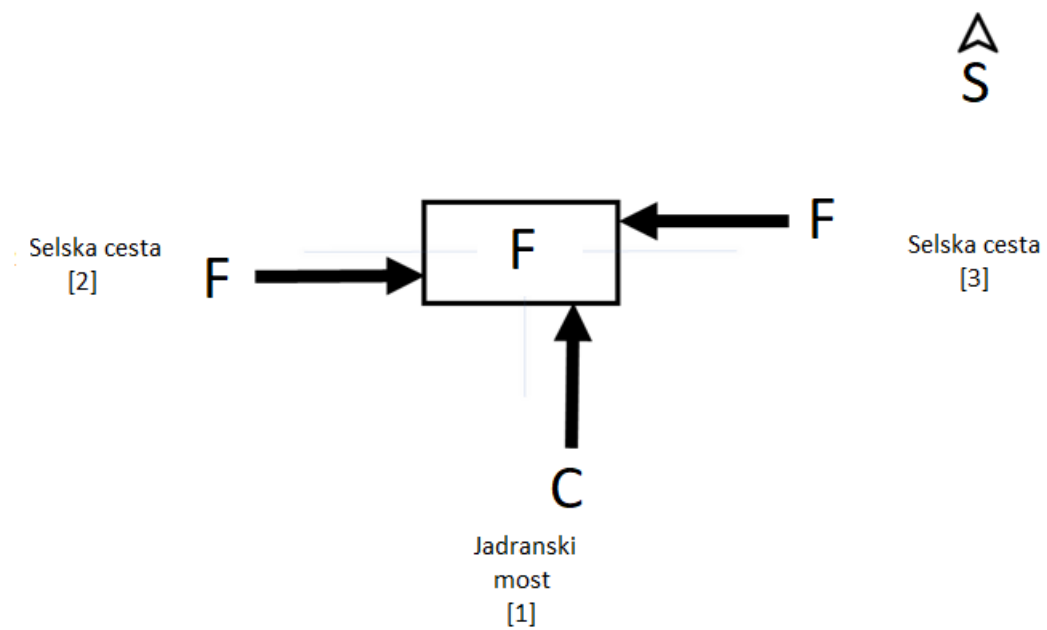 S
F
Selska cesta
[2]
F
F
Selska cesta
[3]
C
Jadranski
most
[1]